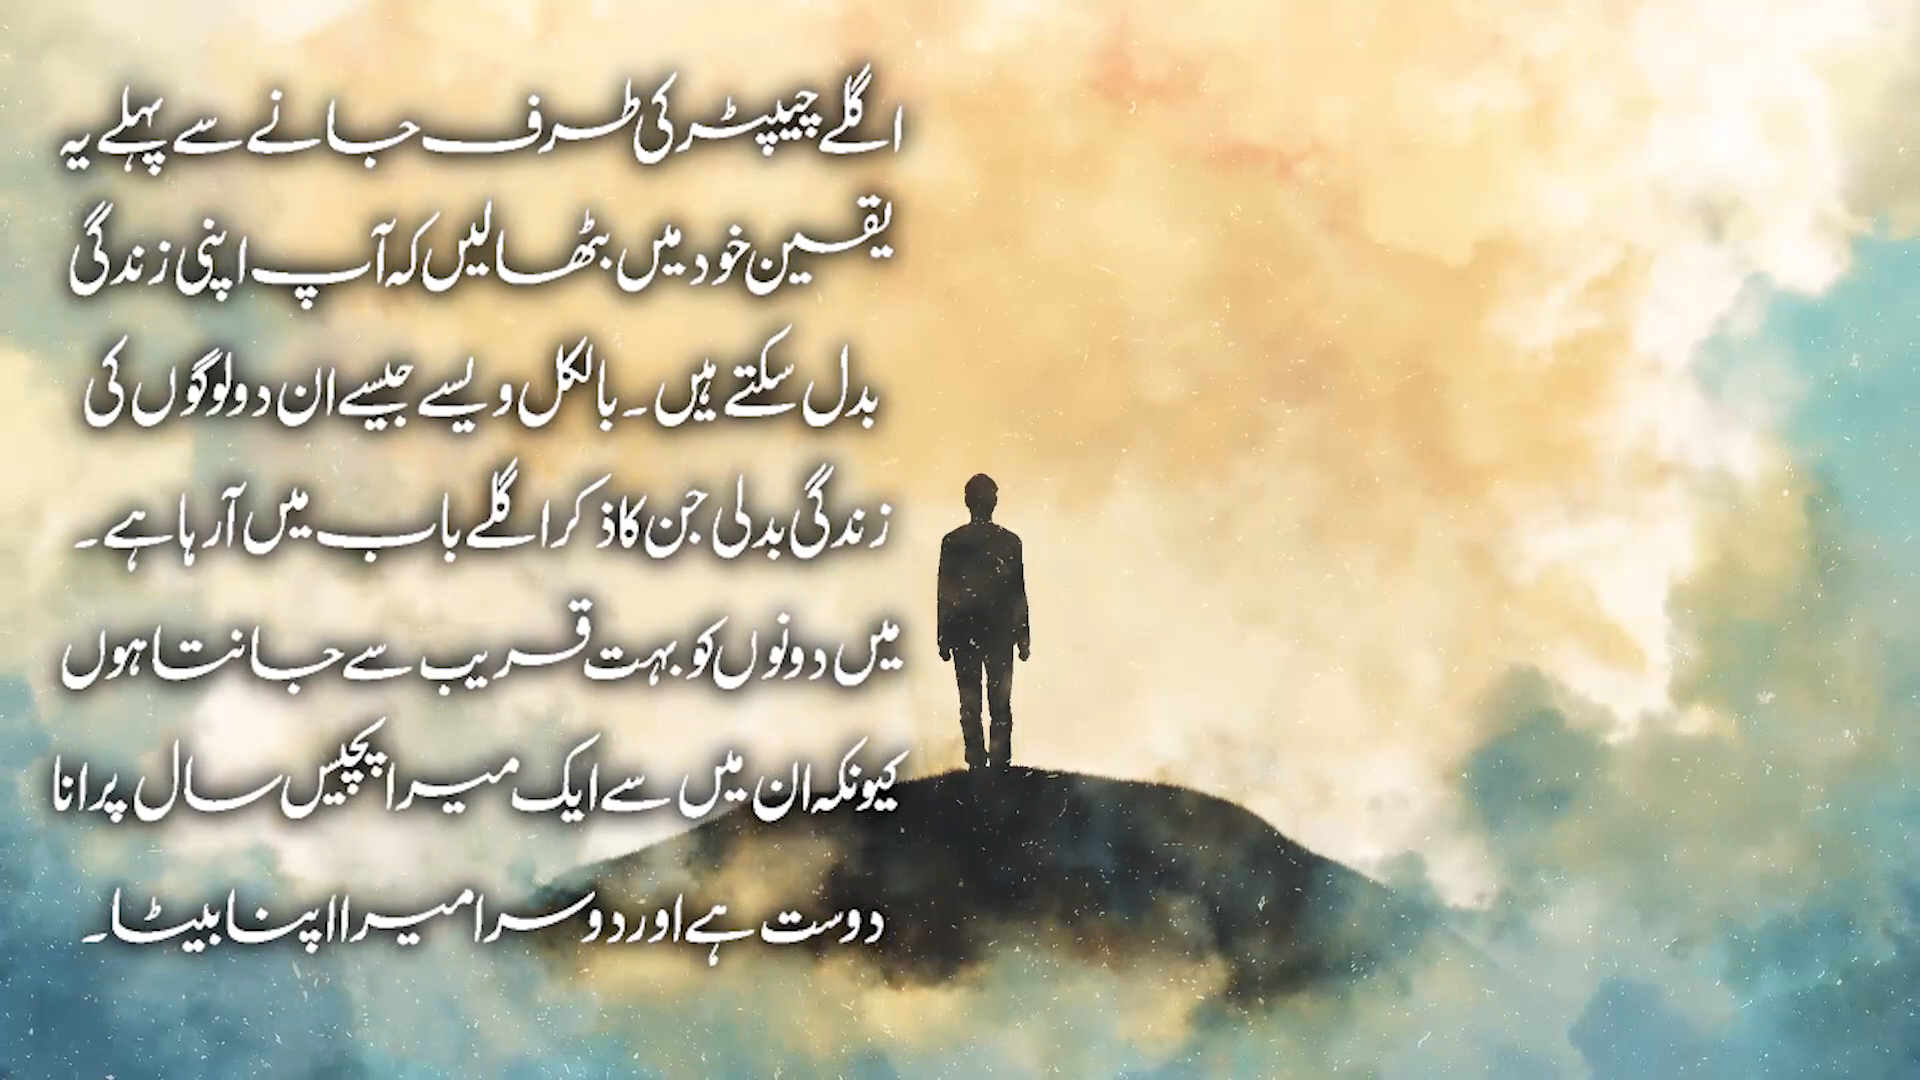 اگلے چیپٹر کی طرف جانے سے پہلے یہ
یقین خود میں بٹھا لیں کہ آپ اپنی زندگی
بدل سکتے ہیں۔ بالکل ویسے جیسے ان دو لوگوں کی
زندگی بدلی جن کا ذکر اگلے باب میں آرہا ہے۔
میں دونوں کو بہت قریب سے جانتا ہوں
کیونکہ ان میں سے ایک میرا پچیس سال پرانا
دوست ہے اور دوسرا میرا اپنا بیٹا۔